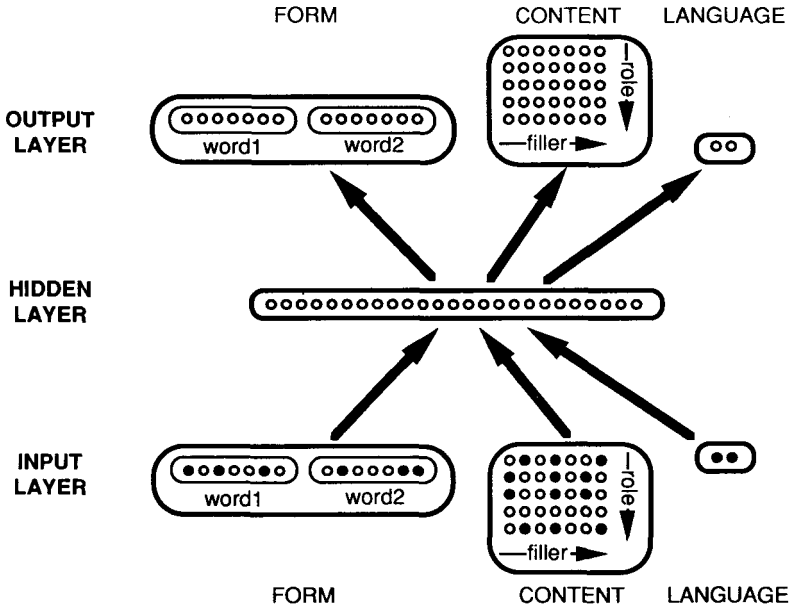 FORM CONTENT LANGUAGE
OUTPUT
LAYER
word1 word2
role
filler
HIDDEN
LAYER
INPUT
LAYER
word1 word2
role
filler
FORM CONTENT LANGUAGE